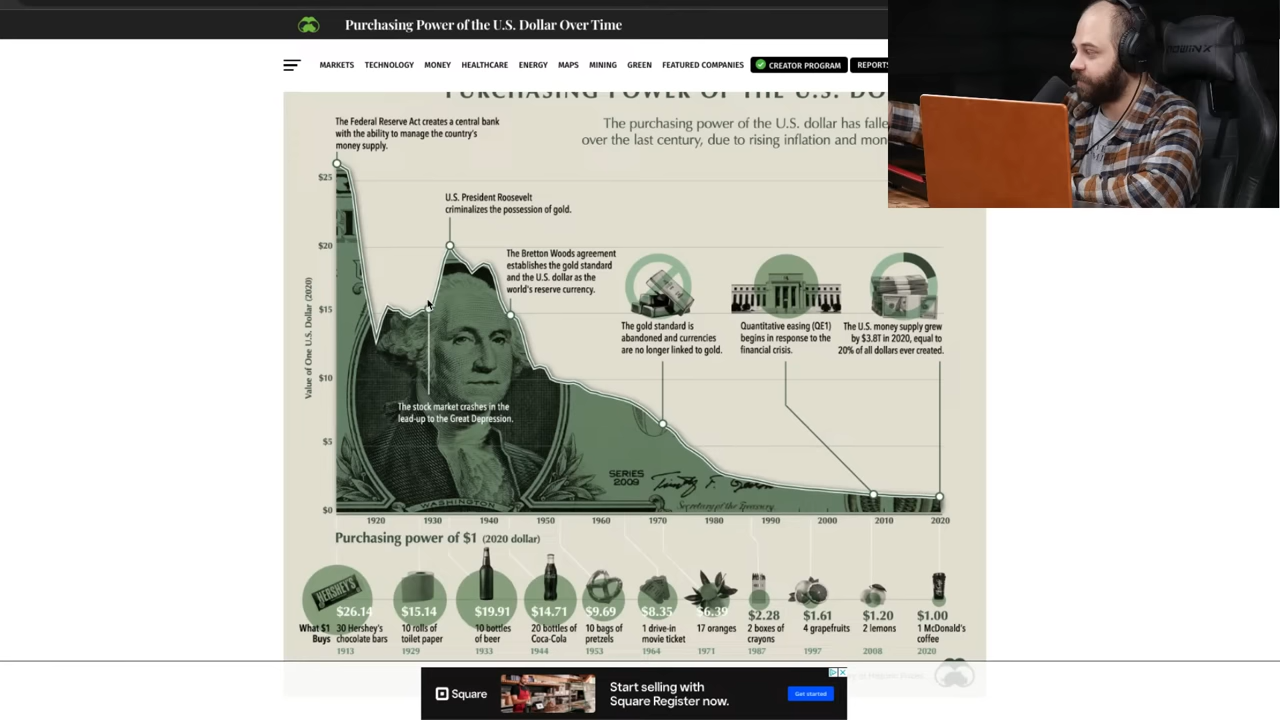 Purchasing Power of the U.S. Dollar Over Time
MARKETS TECHNOLOGY MONEY HEALTHCARE ENERGY MAPS MINING GREEN FEATURED COMPANIES CREATOR PROGRAM REPORTS
PURCHASING POWER OF THE U.S. DO
The Federal Reserve Act creates a central bank
with the ability to manage the country's
money supply.
The purchasing power of the U.S. dollar has falle
over the last century, due to rising inflation and mon
U.S. President Roosevelt
criminalizes the possession of gold.
The Bretton Woods agreement
establishes the gold standard
and the U.S. dollar as the
world's reserve currency.
The gold standard is
abandoned and currencies
are no longer linked to gold.
Quantitative easing (QE1)
begins in response to the
financial crisis.
The U.S. money supply grew
by $3.8T in 2020, equal to
20% of all dollars ever created.
The stock market crashes in the
lead-up to the Great Depression.
Value of One U.S. Dollar (2020)
$25
$20
$15
$10
$5
$0
SERIES
2009
WASHINGTON
Secretary of the Treasury.
1920 1930 1940 1950 1960 1970 1980 1990 2000 2010 2020
Purchasing power of $1 (2020 dollar)
HERSHEY'S
$26.14 $15.14 $19.91 $14.71 $9.69 $8.35 $6.39 $2.28 $1.61 $1.20 $1.00
What $1
Buys
30 Hershey's
chocolate bars
1913
10 rolls of
toilet paper
1929
10 bottles
of beer
1933
20 bottles of
Coca-Cola
1944
10 bags of
pretzels
1953
1 drive-in
movie ticket
1964
17 oranges
1971
2 boxes of
crayons
1987
4 grapefruits
1997
2 lemons
2008
1 McDonald's
coffee
2020
Square
Start selling with
Square Register now.
Get started